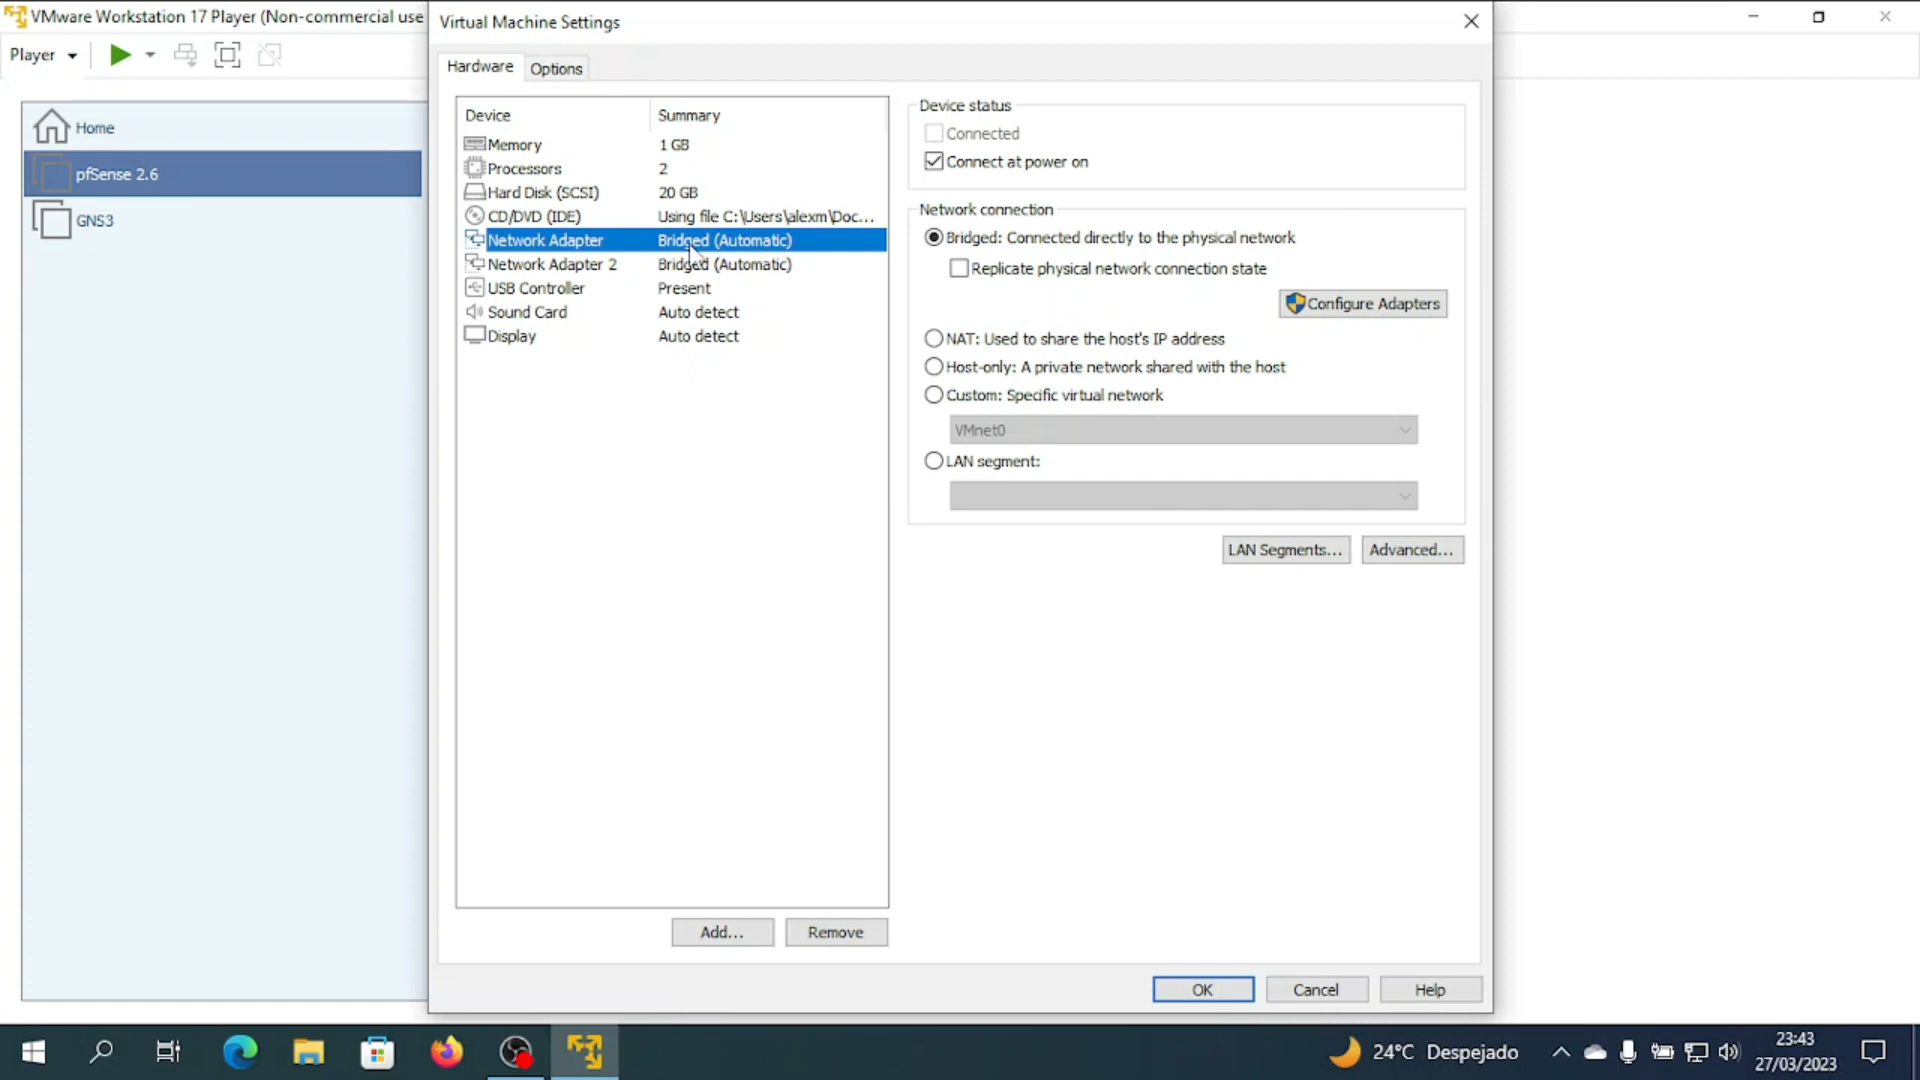 VMware Workstation 17 Player (Non-commercial use
Player
Home
pfSense 2.6
GNS3
Virtual Machine Settings
Hardware
Options
Device Summary
Memory 1 GB
Processors 2
Hard Disk (SCSI) 20 GB
CD/DVD (IDE) Using file C:\Users\alexm\Doc...
Network Adapter Bridged (Automatic)
Network Adapter 2 Bridged (Automatic)
USB Controller Present
Sound Card Auto detect
Display Auto detect
Add...
Remove
Device status
Connected
Connect at power on
Network connection
Bridged: Connected directly to the physical network
Replicate physical network connection state
Configure Adapters
NAT: Used to share the host's IP address
Host-only: A private network shared with the host
Custom: Specific virtual network
VMnet0
LAN segment:
LAN Segments...
Advanced...
OK
Cancel
Help
24°C Despejado
23:43
27/03/2023